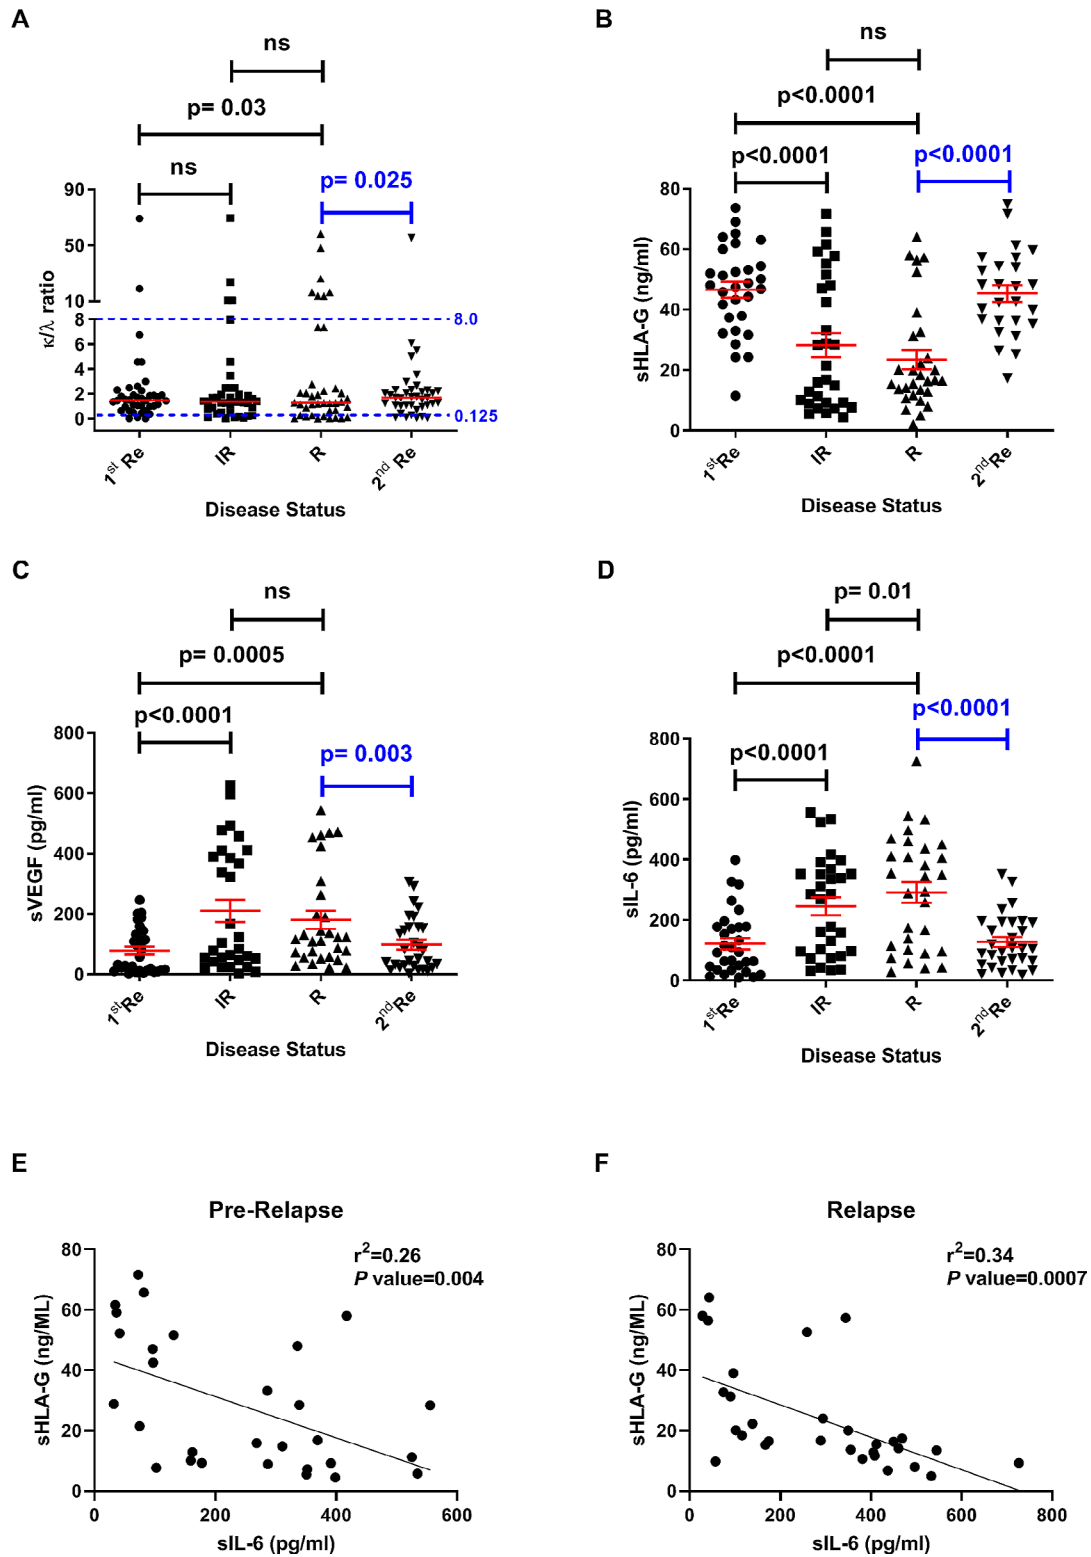 A
ns
p= 0.03
ns
p= 0.025
90
50
10
8
6
4
2
0
8.0
0.125
κ/λ ratio
1st Re
IR
R
2nd Re
Disease Status
B
ns
p<0.0001
p<0.0001
p<0.0001
80
60
40
20
0
sHLA-G (ng/ml)
1st Re
IR
R
2nd Re
Disease Status
C
ns
p= 0.0005
p<0.0001
p= 0.003
800
600
400
200
0
sVEGF (pg/ml)
1st Re
IR
R
2nd Re
Disease Status
D
p= 0.01
p<0.0001
p<0.0001
p<0.0001
800
600
400
200
0
sIL-6 (pg/ml)
1st Re
IR
R
2nd Re
Disease Status
E
Pre-Relapse
r2=0.26
P value=0.004
80
60
40
20
0
sHLA-G (ng/ML)
0 200 400 600
sIL-6 (pg/ml)
F
Relapse
r2=0.34
P value=0.0007
80
60
40
20
0
sHLA-G (ng/ML)
0 200 400 600 800
sIL-6 (pg/ml)